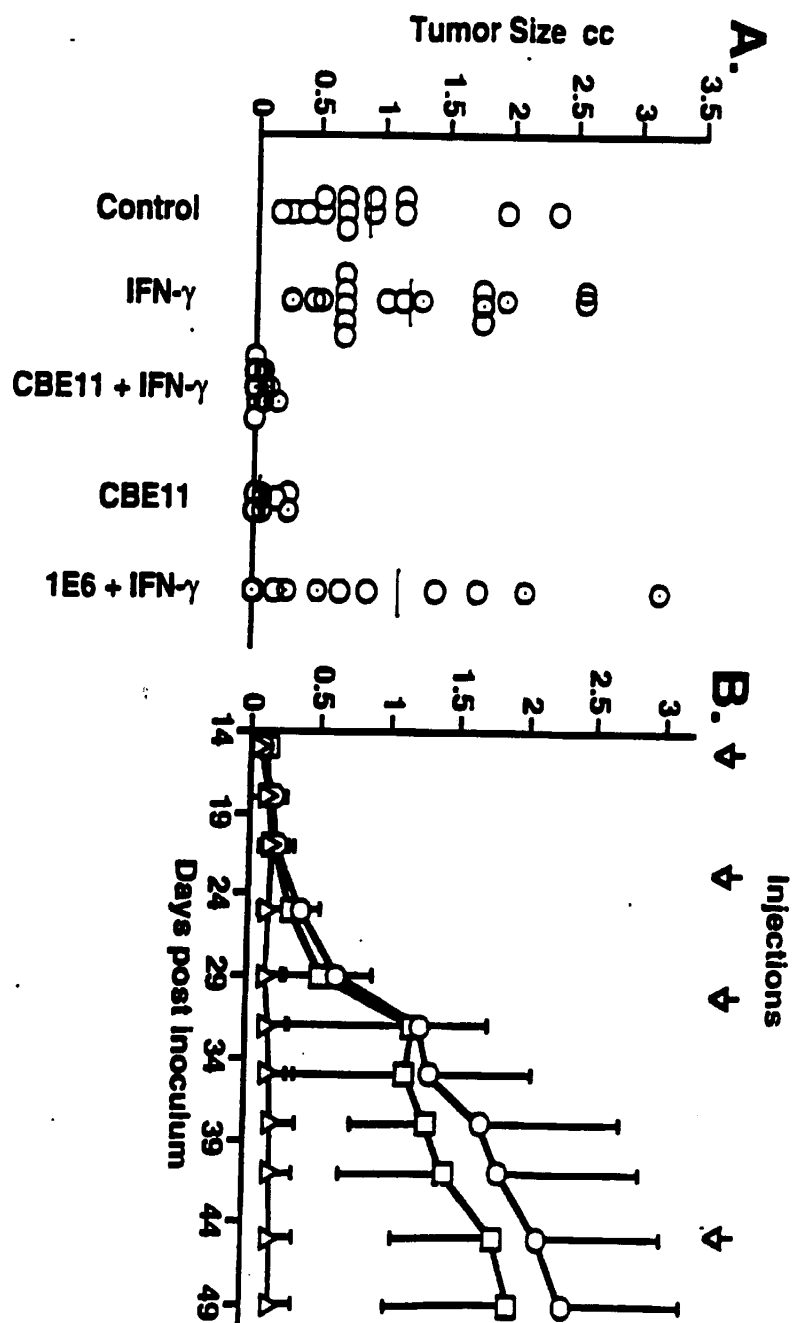 A.
Tumor Size cc
3.5
3
2.5
2
1.5
1
0.5
0
Control
IFN-γ
CBE11 + IFN-γ
CBE11
1E6 + IFN-γ
B.
Injections
3
2.5
2
1.5
1
0.5
0
14
19
24
29
34
39
44
49
Days post inoculum